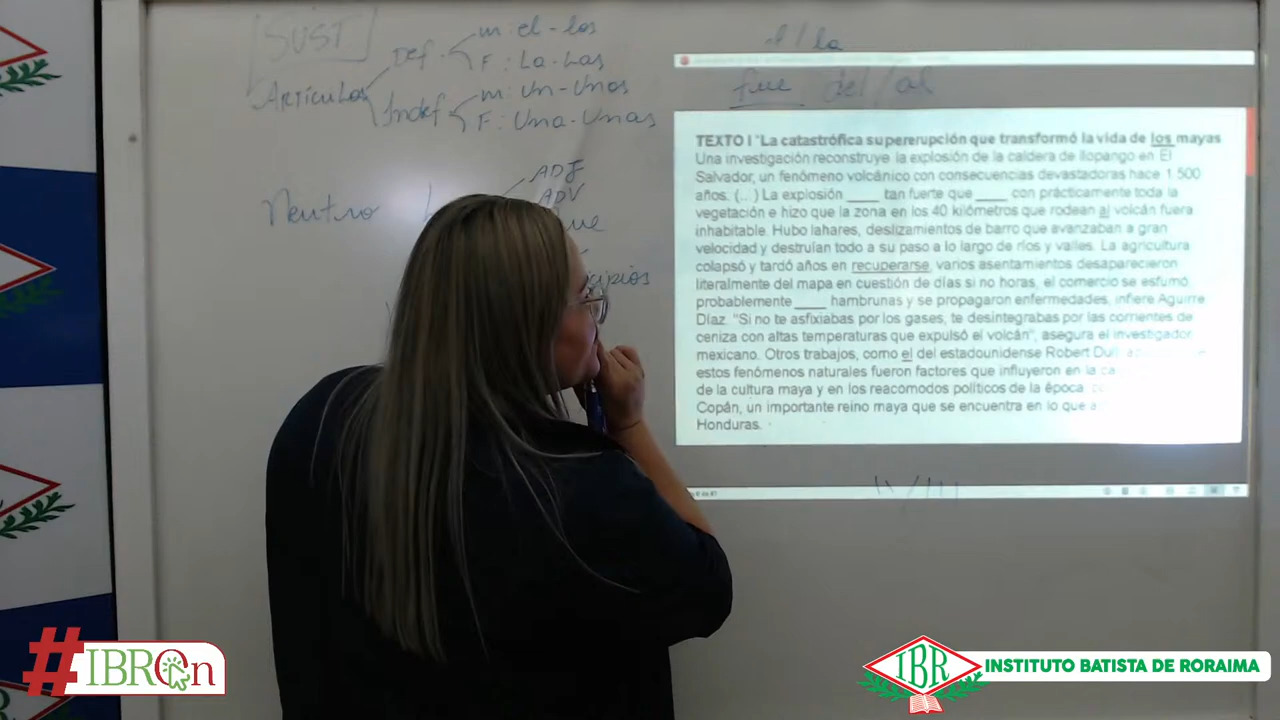 SUST
Artículos
Def.
m: el - los
F: La - Las
Indef
m: Un - Unos
F: Una - Unas
Neutro
ADJ
ADV
el / la
fue del / al
TEXTO I "La catastrófica supererupción que transformó la vida de los mayas
Una investigación reconstruye la explosión de la caldera de Ilopango en El
Salvador, un fenómeno volcánico con consecuencias devastadoras hace 1.500
años. (...) La explosión ____ tan fuerte que ____ con prácticamente toda la
vegetación e hizo que la zona en los 40 kilómetros que rodean al volcán fuera
inhabitable. Hubo lahares, deslizamientos de barro que avanzaban a gran
velocidad y destruían todo a su paso a lo largo de ríos y valles. La agricultura
colapsó y tardó años en recuperarse, varios asentamientos desaparecieron
literalmente del mapa en cuestión de días si no horas, el comercio se esfumó
probablemente ____ hambrunas y se propagaron enfermedades, infiere Aguirre
Díaz. "Si no te asfixiabas por los gases, te desintegrabas por las corrientes de
ceniza con altas temperaturas que expulsó el volcán", asegura el investigador
mexicano. Otros trabajos, como el del estadounidense Robert Dull
estos fenómenos naturales fueron factores que influyeron en la
de la cultura maya y en los reacomodos políticos de la época
Copán, un importante reino maya que se encuentra en lo que
Honduras.
#IBROn
IBR
INSTITUTO BATISTA DE RORAIMA